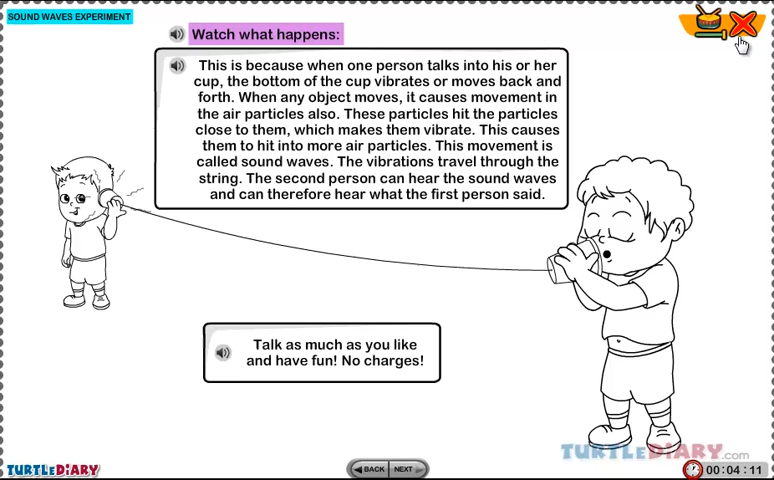 SOUND WAVES EXPERIMENT
Watch what happens:
This is because when one person talks into his or her
cup, the bottom of the cup vibrates or moves back and
forth. When any object moves, it causes movement in
the air particles also. These particles hit the particles
close to them, which makes them vibrate. This causes
them to hit into more air particles. This movement is
called sound waves. The vibrations travel through the
string. The second person can hear the sound waves
and can therefore hear what the first person said.
Talk as much as you like
and have fun! No charges!
TURTLEDIARY.com
TURTLEDIARY
BACK NEXT
00:04:11